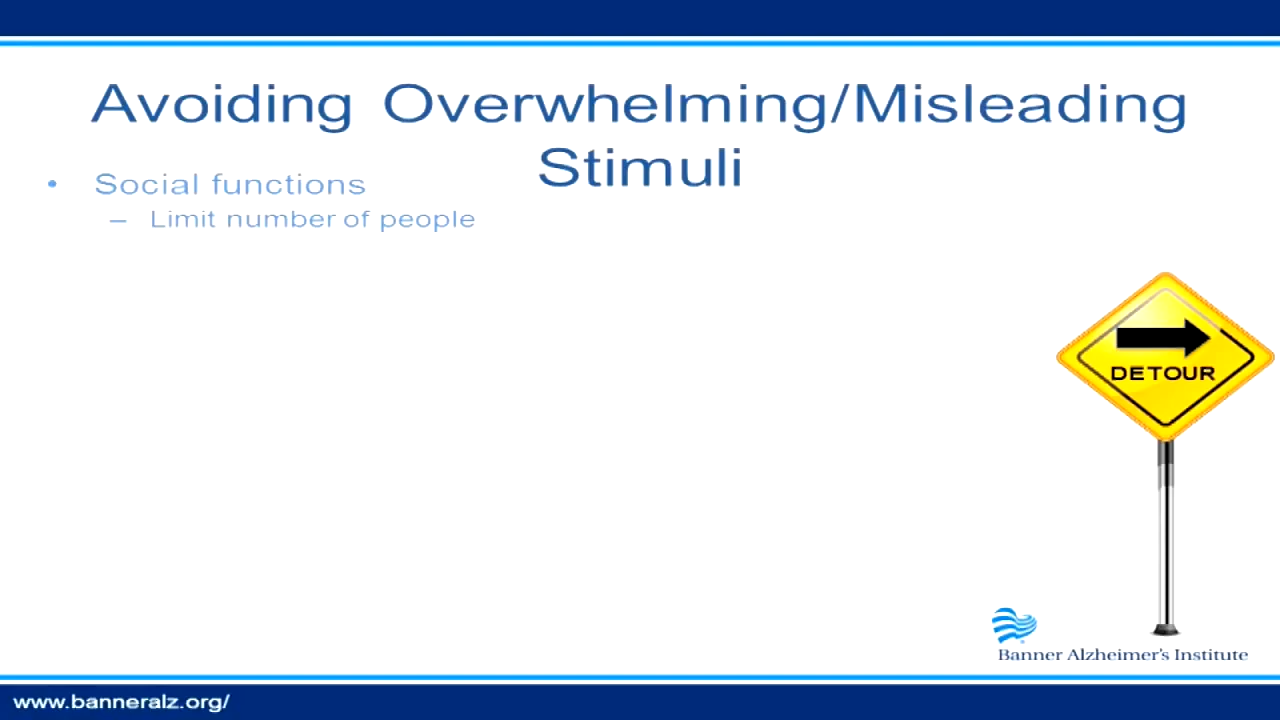 Avoiding Overwhelming/Misleading
Stimuli
• Social functions
– Limit number of people
DETOUR
Banner Alzheimer's Institute
www.banneralz.org/